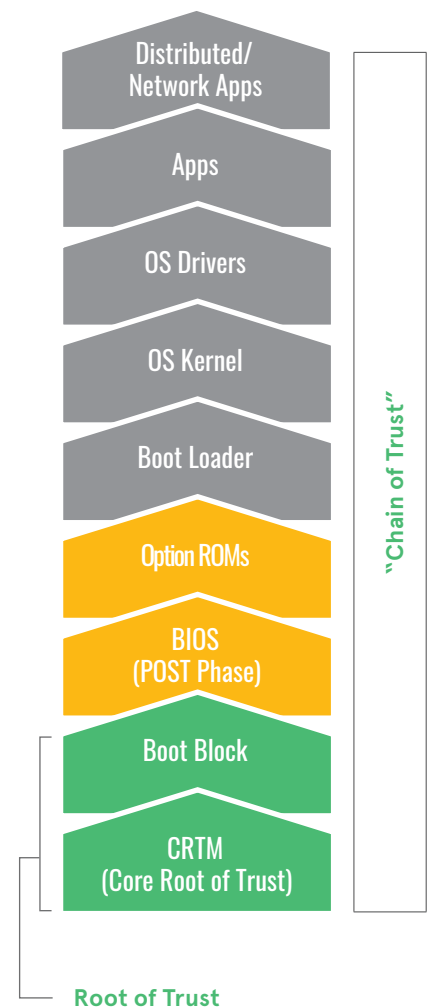 Distributed/
Network Apps
Apps
OS Drivers
OS Kernel
Boot Loader
Option ROMs
BIOS
(POST Phase)
Boot Block
CRTM
(Core Root of Trust)
Root of Trust
“Chain of Trust”